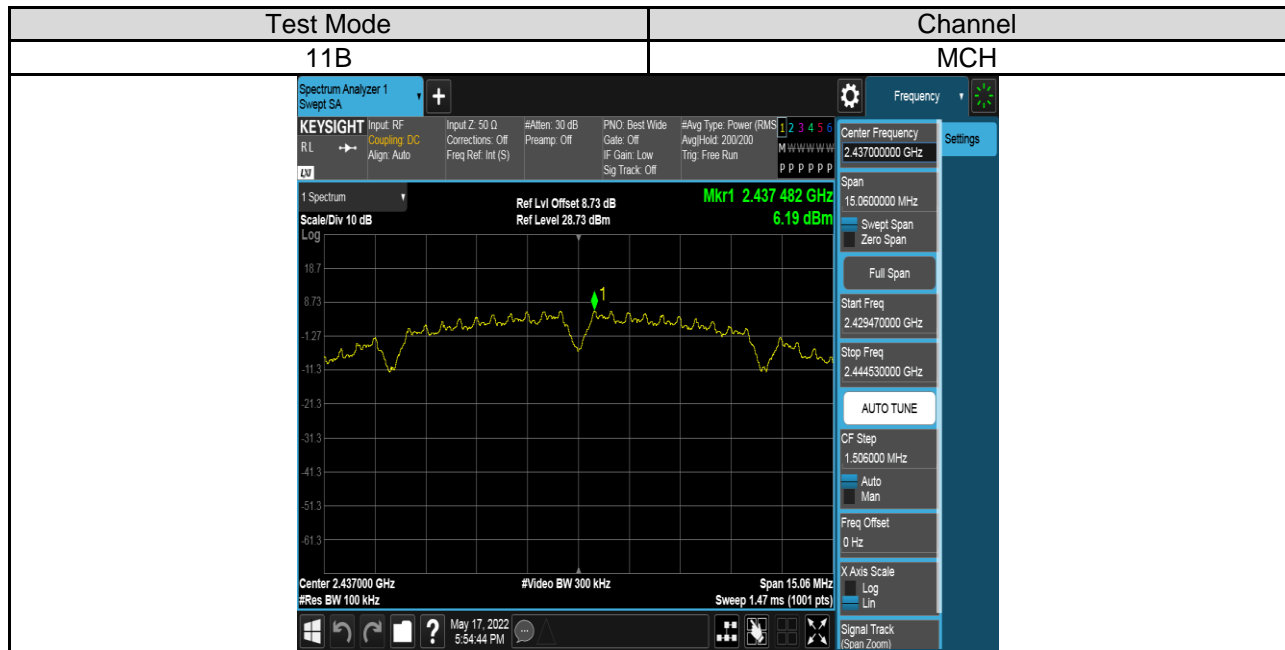 Test Mode Channel
11B MCH
Spectrum Analyzer 1
Swept SA
+
Frequency
KEYSIGHT
RL
LXI
Input: RF
Coupling: DC
Align: Auto
Input Z: 50 Ω
Corrections: Off
Freq Ref: Int (S)
#Atten: 30 dB
Preamp: Off
PNO: Best Wide
Gate: Off
IF Gain: Low
Sig Track: Off
#Avg Type: Power (RMS
Avg|Hold: 200/200
Trig: Free Run
1 2 3 4 5 6
M W W W W W
P P P P P P
1 Spectrum
Scale/Div 10 dB
Log
Ref Lvl Offset 8.73 dB
Ref Level 28.73 dBm
Mkr1 2.437 482 GHz
6.19 dBm
18.7
8.73
-1.27
-11.3
-21.3
-31.3
-41.3
-51.3
-61.3
1
Center 2.437000 GHz
#Res BW 100 kHz
#Video BW 300 kHz
Span 15.06 MHz
Sweep 1.47 ms (1001 pts)
?
May 17, 2022
5:54:44 PM
Center Frequency
2.437000000 GHz
Settings
Span
15.0600000 MHz
Swept Span
Zero Span
Full Span
Start Freq
2.429470000 GHz
Stop Freq
2.444530000 GHz
AUTO TUNE
CF Step
1.506000 MHz
Auto
Man
Freq Offset
0 Hz
X Axis Scale
Log
Lin
Signal Track
(Span Zoom)